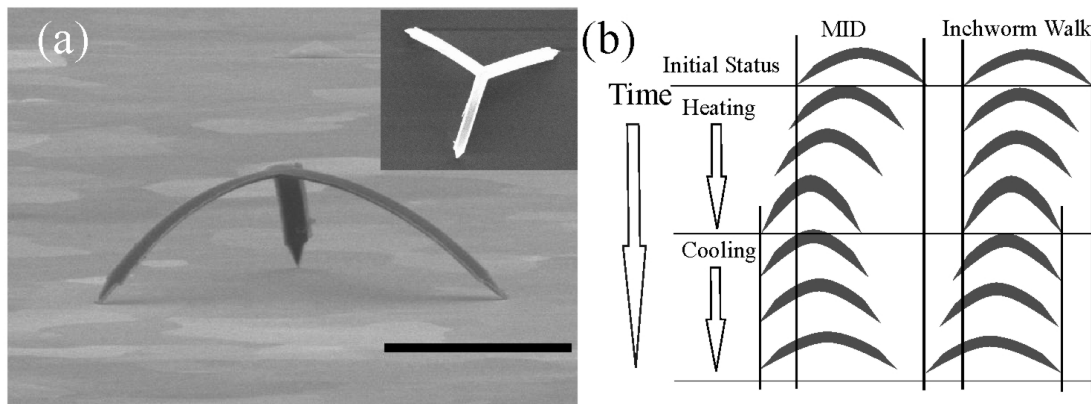 (a)
(b)
MID
Inchworm Walk
Initial Status
Time
Heating
Cooling